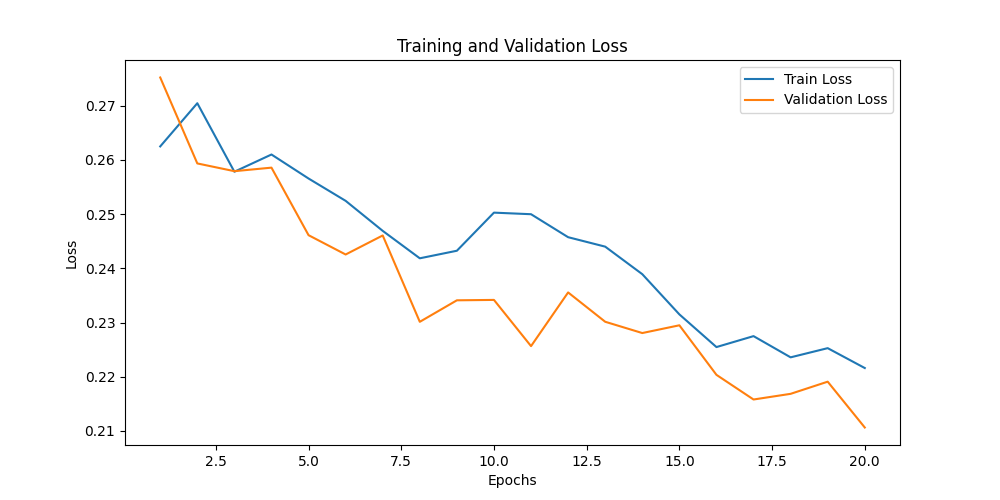 Training and Validation Loss
Train Loss
Validation Loss
0.27
0.26
0.25
0.24
0.23
0.22
0.21
Loss
2.5 5.0 7.5 10.0 12.5 15.0 17.5 20.0
Epochs